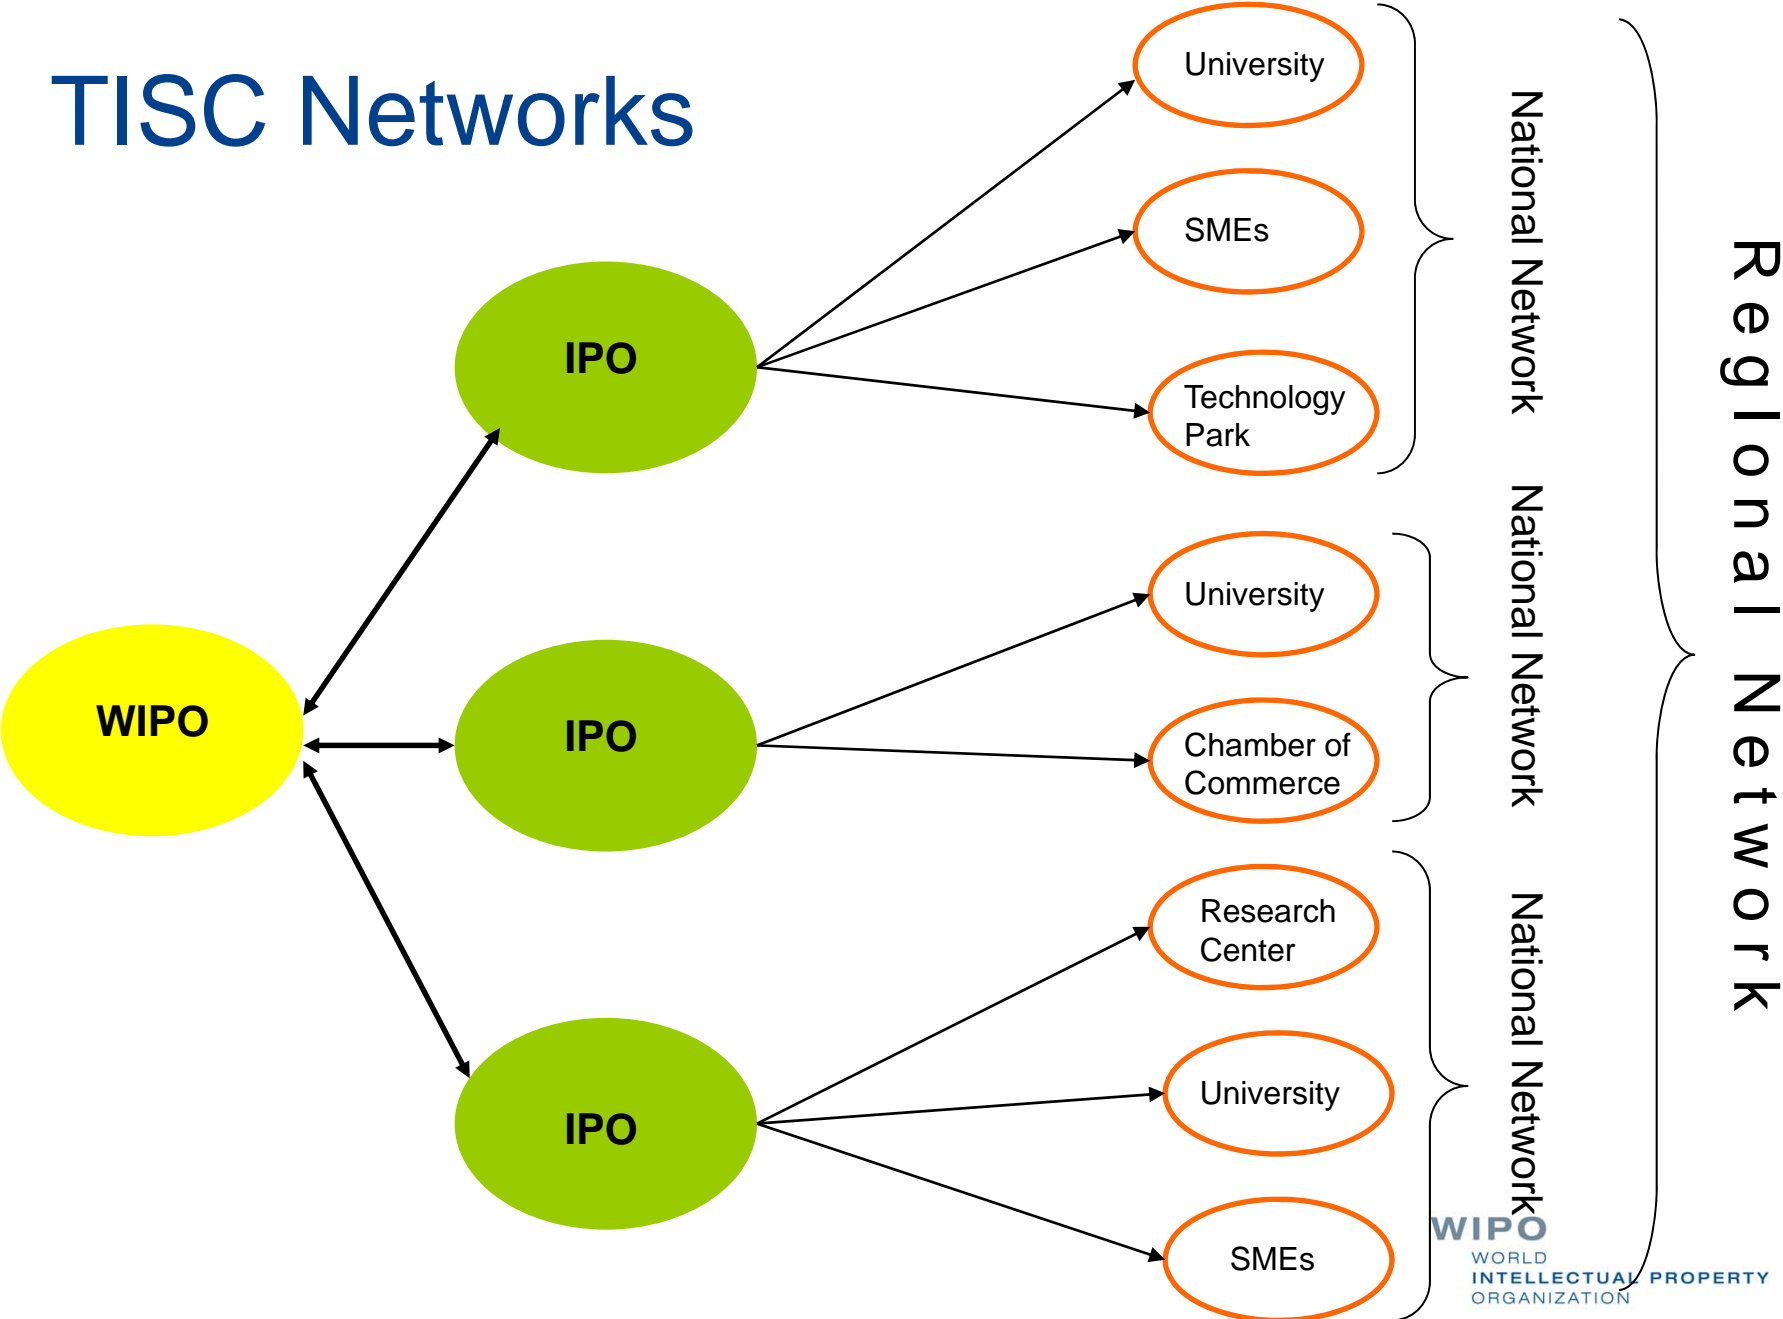 TISC Networks
University
SMEs
Technology
Park
IPO
National Network
University
Chamber of
Commerce
IPO
National Network
WIPO
Research
Center
University
SMEs
IPO
National Network
Regional Network
WIPO
WORLD
INTELLECTUAL PROPERTY
ORGANIZATION